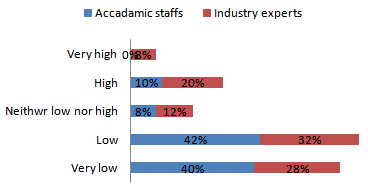 Accadamic staffs Industry experts
Very high 0% 8%
High 10% 20%
Neithwr low nor high 8% 12%
Low 42% 32%
Very low 40% 28%